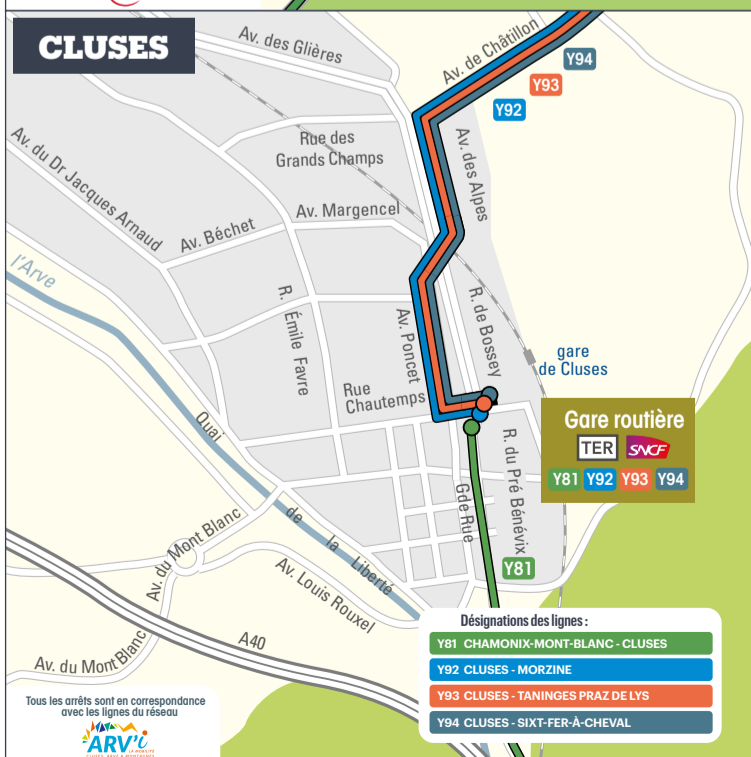 CLUSES
Av. des Glières
Av. de Châtillon
Y94
Y93
Y92
Rue des
Grands Champs
Av. des Alpes
Av. du Dr Jacques Arnaud
Av. Margencel
Av. Béchet
l'Arve
R. Émile Favre
Av. Poncet
R. de Bossey
gare
de Cluses
Rue
Chautemps
Gare routière
TER SNCF
Y81 Y92 Y93 Y94
Quai de la Liberté
Gde Rue
R. du Pré Bénévix
Y81
Av. du Mont Blanc
Av. Louis Rouxel
A40
Av. du Mont Blanc
Désignations des lignes :
Y81 CHAMONIX-MONT-BLANC - CLUSES
Y92 CLUSES - MORZINE
Y93 CLUSES - TANINGES PRAZ DE LYS
Y94 CLUSES - SIXT-FER-À-CHEVAL
Tous les arrêts sont en correspondance
avec les lignes du réseau
ARV'i
LA MOBILITÉ
CLUSES, ARVE & MONTAGNES